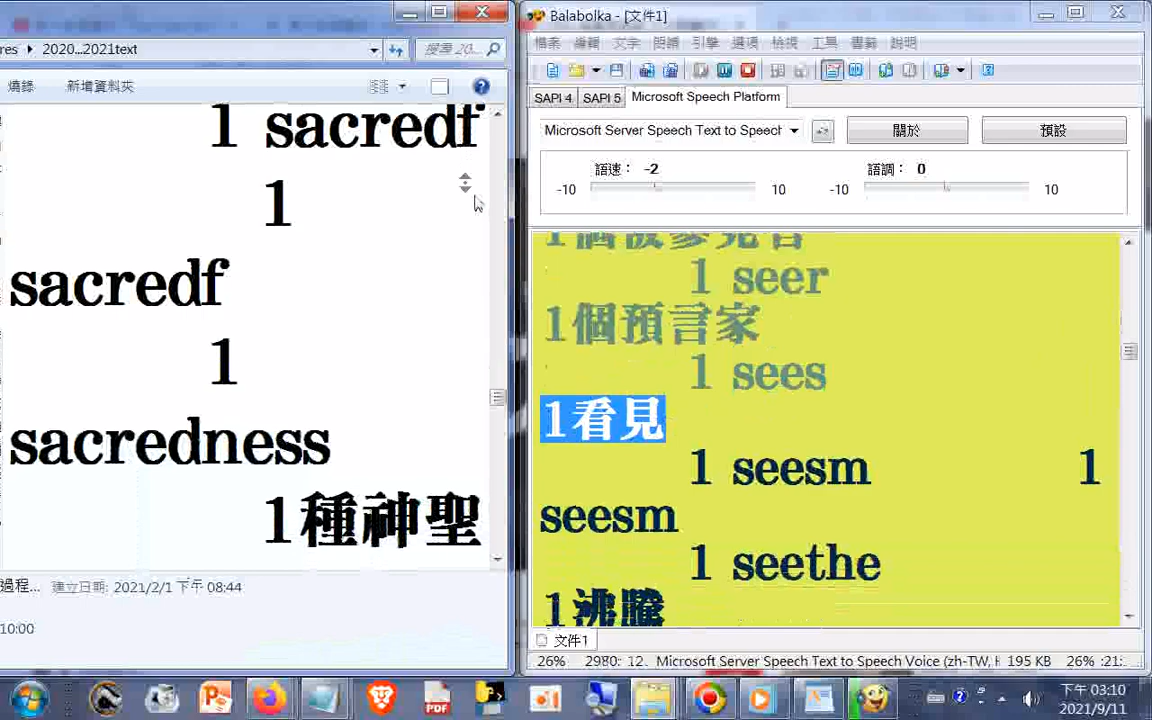 res ▸ 2020...2021text
搜尋 20...
燒錄 新增資料夾
1 sacredf
1
sacredf
1
sacredness
1種神聖
過程... 建立日期: 2021/2/1 下午 08:44
10:00
Balabolka - [文件1]
檔案 編輯 文字 閱讀 引擎 選項 檢視 工具 書籤 說明
SAPI 4 SAPI 5 Microsoft Speech Platform
Microsoft Server Speech Text to Speech 關於 預設
語速： -2 語調： 0
-10 10 -10 10
1 seer
1個預言家
1 sees
1看見
1 seesm 1
seesm
1 seethe
1沸騰
文件1
26% 2980: 12. Microsoft Server Speech Text to Speech Voice (zh-TW, 195 KB 26% :21:
PDF
下午 03:10
2021/9/11